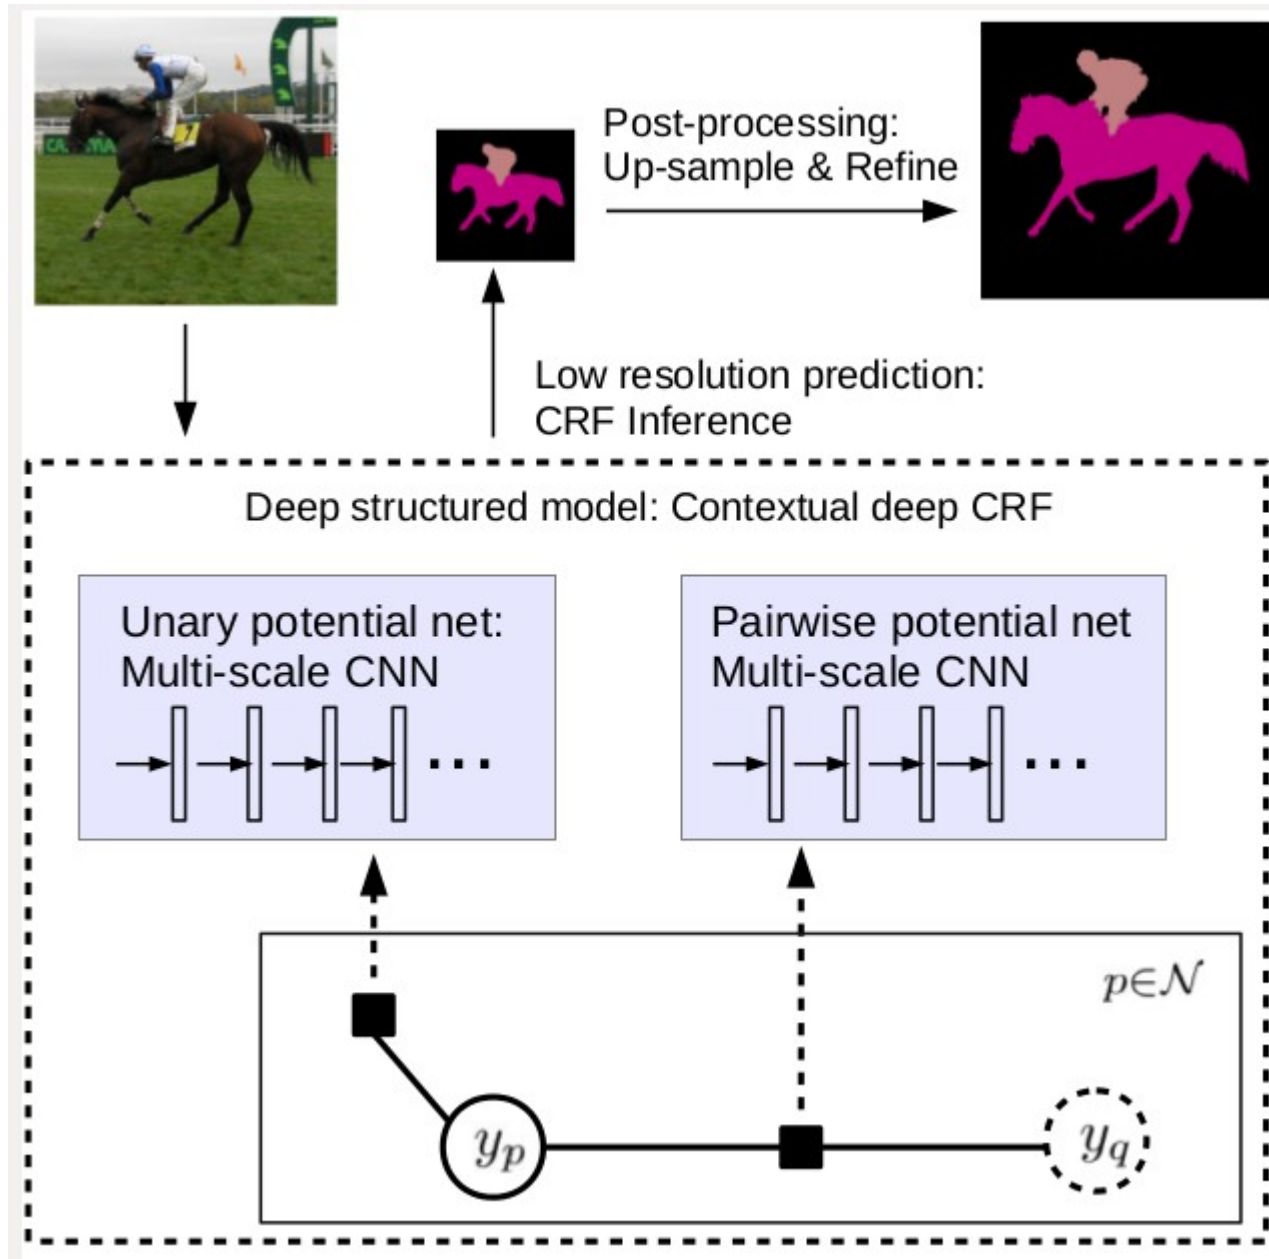 Post-processing:
Up-sample & Refine
Low resolution prediction:
CRF Inference
Deep structured model: Contextual deep CRF
Unary potential net:
Multi-scale CNN
Pairwise potential net
Multi-scale CNN
p∈𝒩
y_p
y_q